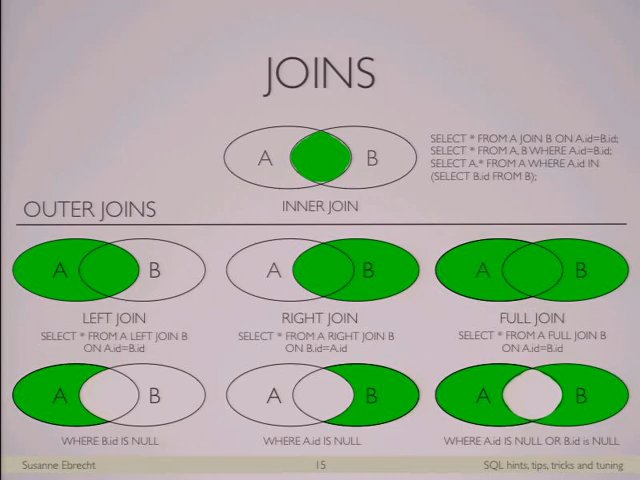 JOINS
A
B
SELECT * FROM A JOIN B ON A.id=B.id;
SELECT * FROM A, B WHERE A.id=B.id;
SELECT A.* FROM A WHERE A.id IN
(SELECT B.id FROM B);
INNER JOIN
OUTER JOINS
A
B
A
B
A
B
LEFT JOIN
SELECT * FROM A LEFT JOIN B
ON A.id=B.id
RIGHT JOIN
SELECT * FROM A RIGHT JOIN B
ON B.id=A.id
FULL JOIN
SELECT * FROM A FULL JOIN B
ON A.id=B.id
A
B
A
B
A
B
WHERE B.id IS NULL
WHERE A.id IS NULL
WHERE A.id IS NULL OR B.id is NULL
Susanne Ebrecht
15
SQL hints, tips, tricks and tuning